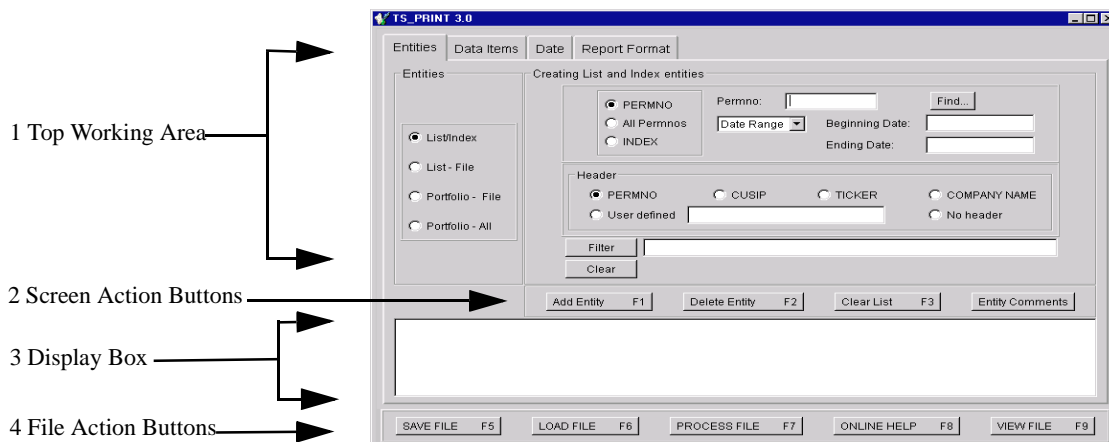 TS_PRINT 3.0
Entities Data Items Date Report Format
Entities
Creating List and Index entities
1 Top Working Area
List/Index
List - File
Portfolio - File
Portfolio - All
PERMNO
All Permnos
INDEX
Permno:
Find...
Date Range
Beginning Date:
Ending Date:
Header
PERMNO CUSIP TICKER COMPANY NAME
User defined No header
Filter
Clear
2 Screen Action Buttons
Add Entity F1 Delete Entity F2 Clear List F3 Entity Comments
3 Display Box
4 File Action Buttons
SAVE FILE F5 LOAD FILE F6 PROCESS FILE F7 ONLINE HELP F8 VIEW FILE F9